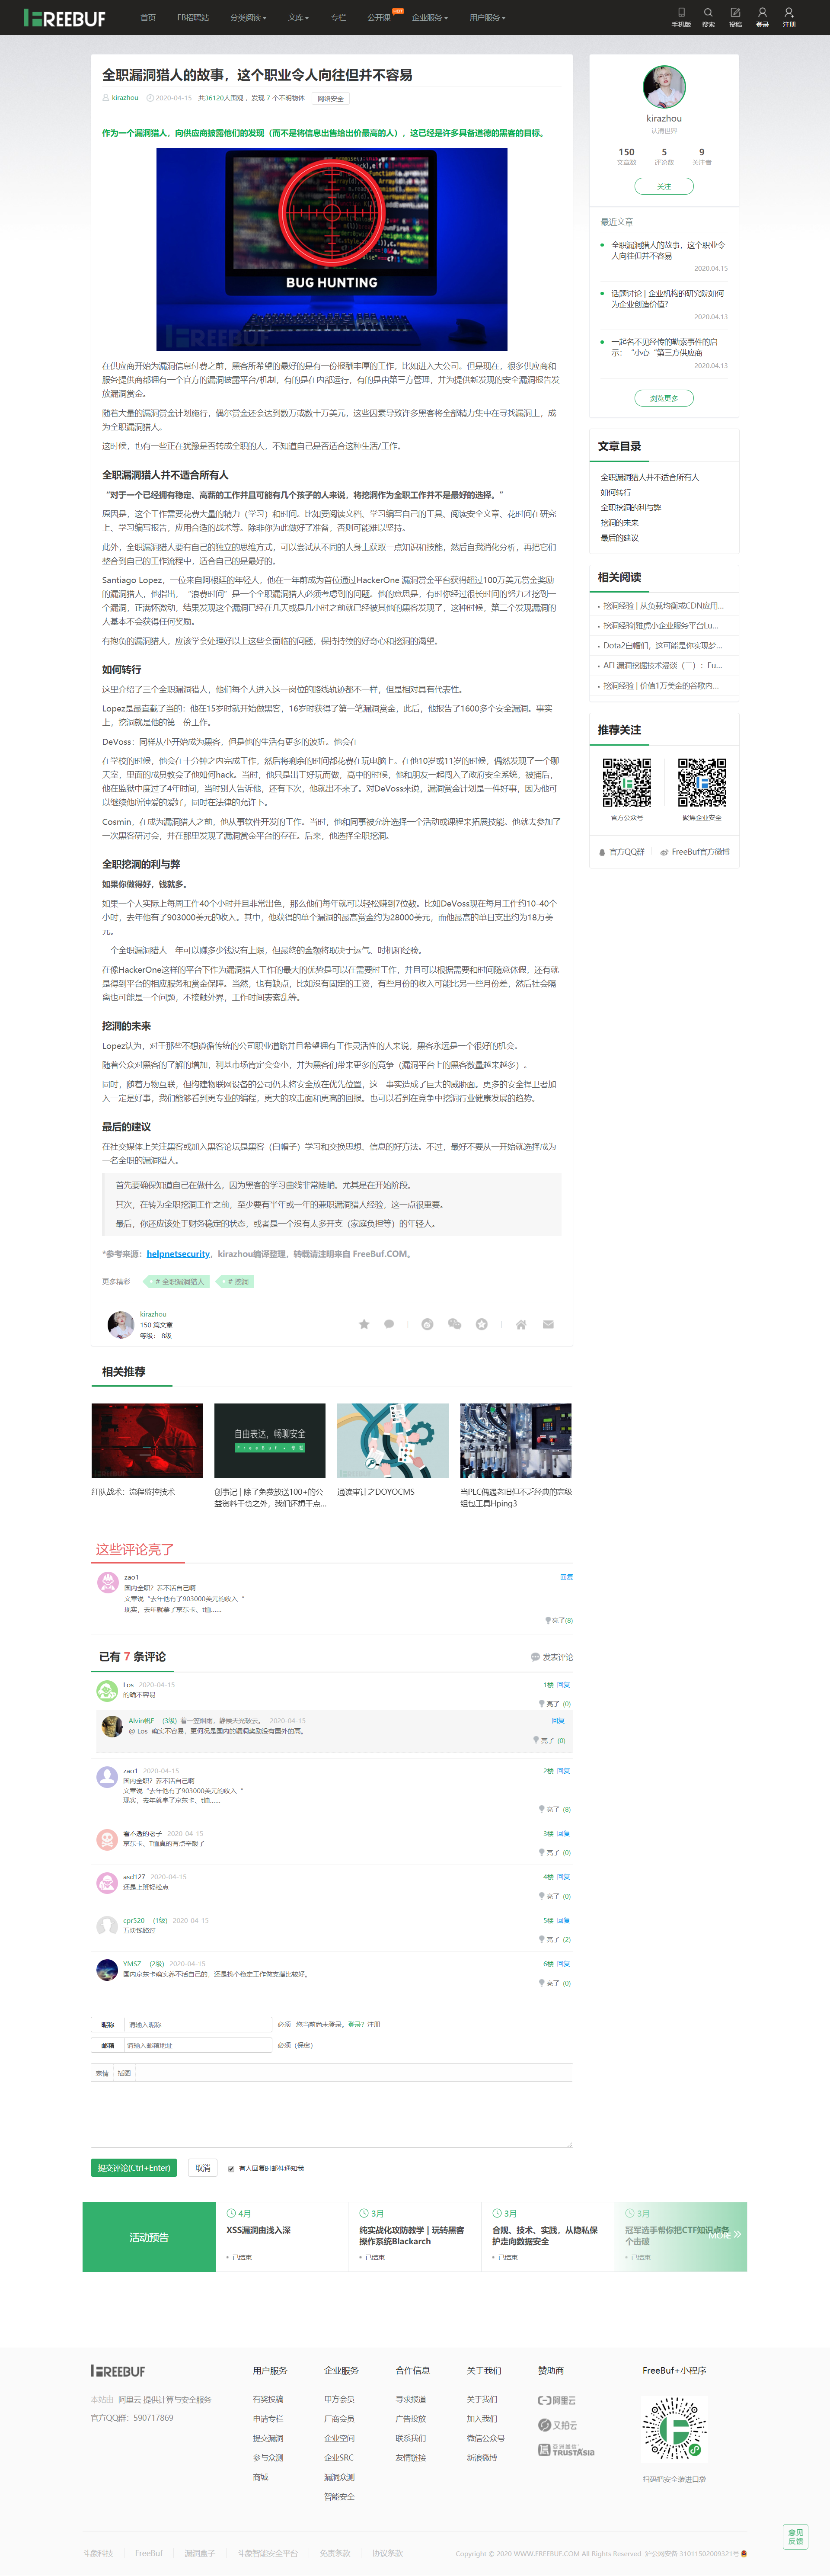 FREEBUF
首页
FB招聘站
分类阅读
文库
专栏
公开课
HOT
企业服务
用户服务
手机版
搜索
投稿
登录
注册
全职漏洞猎人的故事，这个职业令人向往但并不容易
kirazhou 2020-04-15 共36120人围观 ，发现 7 个不明物体 网络安全
作为一个漏洞猎人，向供应商披露他们的发现（而不是将信息出售给出价最高的人），这已经是许多具备道德的黑客的目标。
BUG HUNTING
FREEBUF
在供应商开始为漏洞信息付费之前，黑客所希望的最好的是有一份报酬丰厚的工作，比如进入大公司。但是现在，很多供应商和
服务提供商都拥有一个官方的漏洞披露平台/机制，有的是在内部运行，有的是由第三方管理，并为提供新发现的安全漏洞报告发
放漏洞赏金。
随着大量的漏洞赏金计划施行，偶尔赏金还会达到数万或数十万美元，这些因素导致许多黑客将全部精力集中在寻找漏洞上，成
为全职漏洞猎人。
这时候，也有一些正在犹豫是否转成全职的人，不知道自己是否适合这种生活/工作。
全职漏洞猎人并不适合所有人
“对于一个已经拥有稳定、高薪的工作并且可能有几个孩子的人来说，将挖洞作为全职工作并不是最好的选择。”
原因是，这个工作需要花费大量的精力（学习）和时间。比如要阅读文档、学习编写自己的工具、阅读安全文章、花时间在研究
上、学习编写报告，应用合适的战术等。除非你为此做好了准备，否则可能难以坚持。
此外，全职漏洞猎人要有自己的独立的思维方式，可以尝试从不同的人身上获取一点知识和技能，然后自我消化分析，再把它们
整合到自己的工作流程中，适合自己的是最好的。
Santiago Lopez，一位来自阿根廷的年轻人，他在一年前成为首位通过HackerOne 漏洞赏金平台获得超过100万美元赏金奖励
的漏洞猎人，他指出，“浪费时间”是一个全职漏洞猎人必须考虑到的问题。他的意思是，有时你经过很长时间的努力才挖到一
个漏洞，正满怀激动，结果发现这个漏洞已经在几天或是几小时之前就已经被其他的黑客发现了，这种时候，第二个发现漏洞的
人基本不会获得任何奖励。
有抱负的漏洞猎人，应该学会处理好以上这些会面临的问题，保持持续的好奇心和挖洞的渴望。
如何转行
这里介绍了三个全职漏洞猎人，他们每个人进入这一岗位的路线轨迹都不一样，但是相对具有代表性。
Lopez是最直截了当的：他在15岁时就开始做黑客，16岁时获得了第一笔漏洞赏金，此后，他报告了1600多个安全漏洞。事实
上，挖洞就是他的第一份工作。
DeVoss：同样从小开始成为黑客，但是他的生活有更多的波折。他会在
在学校的时候，他会在十分钟之内完成工作，然后将剩余的时间都花费在玩电脑上。在他10岁或11岁的时候，偶然发现了一个聊
天室，里面的成员教会了他如何hack。当时，他只是出于好玩而做，高中的时候，他和朋友一起闯入了政府安全系统，被捕后，
他在监狱中度过了4年时间，当时别人告诉他，还有下次，他就出不来了。对DeVoss来说，漏洞赏金计划是一件好事，因为他可
以继续他所钟爱的爱好，同时在法律的允许下。
Cosmin，在成为漏洞猎人之前，他从事软件开发的工作。当时，他和同事被允许选择一个活动或课程来拓展技能。他就去参加了
一次黑客研讨会，并在那里发现了漏洞赏金平台的存在。后来，他选择全职挖洞。
全职挖洞的利与弊
如果你做得好，钱就多。
如果一个人实际上每周工作40个小时并且非常出色，那么他们每年就可以轻松赚到7位数。比如DeVoss现在每月工作约10-40个
小时，去年他有了903000美元的收入。其中，他获得的单个漏洞的最高赏金约为28000美元，而他最高的单日支出约为18万美
元。
一个全职漏洞猎人一年可以赚多少钱没有上限，但最终的金额将取决于运气、时机和经验。
在像HackerOne这样的平台下作为漏洞猎人工作的最大的优势是可以在需要时工作，并且可以根据需要和时间随意休假，还有就
是得到平台的相应服务和赏金保障。当然，也有缺点，比如没有固定的工资，有些月份的收入可能比另一些月份差，然后社会隔
离也可能是一个问题，不接触外界，工作时间表紊乱等。
挖洞的未来
Lopez认为，对于那些不想遵循传统的公司职业道路并且希望拥有工作灵活性的人来说，黑客永远是一个很好的机会。
随着公众对黑客的了解的增加，利基市场肯定会变小，并为黑客们带来更多的竞争（漏洞平台上的黑客数量越来越多）。
同时，随着万物互联，但构建物联网设备的公司仍未将安全放在优先位置，这一事实造成了巨大的威胁面。更多的安全捍卫者加
入一定是好事，我们能够看到更专业的编程，更大的攻击面和更高的回报。也可以看到在竞争中挖洞行业健康发展的趋势。
最后的建议
在社交媒体上关注黑客或加入黑客论坛是黑客（白帽子）学习和交换思想、信息的好方法。不过，最好不要从一开始就选择成为
一名全职的漏洞猎人。
首先要确保知道自己在做什么，因为黑客的学习曲线非常陡峭。尤其是在开始阶段。
其次，在转为全职挖洞工作之前，至少要有半年或一年的兼职漏洞猎人经验，这一点很重要。
最后，你还应该处于财务稳定的状态，或者是一个没有太多开支（家庭负担等）的年轻人。
*参考来源：helpnetsecurity，kirazhou编译整理，转载请注明来自 FreeBuf.COM。
更多精彩
# 全职漏洞猎人
# 挖洞
kirazhou
150 篇文章
等级： 8级
kirazhou
认清世界
150
文章数
5
评论数
9
关注者
关注
最近文章
全职漏洞猎人的故事，这个职业令
人向往但并不容易
2020.04.15
话题讨论 | 企业机构的研究院如何
为企业创造价值？
2020.04.13
一起名不见经传的勒索事件的启
示：“小心“第三方供应商
2020.04.13
浏览更多
文章目录
全职漏洞猎人并不适合所有人
如何转行
全职挖洞的利与弊
挖洞的未来
最后的建议
相关阅读
挖洞经验 | 从负载均衡或CDN应用...
挖洞经验|雅虎小企业服务平台Lu...
Dota2白帽们，这可能是你实现梦...
AFL漏洞挖掘技术漫谈（二）：Fu...
挖洞经验 | 价值1万美金的谷歌内...
推荐关注
官方公众号
聚焦企业安全
官方QQ群
FreeBuf官方微博
相关推荐
自由表达，畅聊安全
FreeBuf + 专栏
红队战术：流程监控技术
创事记 | 除了免费放送100+的公
益资料干货之外，我们还想干点...
通读审计之DOYOCMS
当PLC偶遇老旧但不乏经典的高级
组包工具Hping3
这些评论亮了
zao1
回复
国内全职？养不活自己啊
文章说“去年他有了903000美元的收入 ”
现实，去年就拿了京东卡、t恤......
亮了(8)
已有 7 条评论
发表评论
Los 2020-04-15
1楼 回复
的确不容易
亮了 (0)
Alvin帆F (3级) 看一笠烟雨，静候天光破云。 2020-04-15
回复
@ Los 确实不容易，更何况是国内的漏洞奖励没有国外的高。
亮了 (0)
zao1 2020-04-15
2楼 回复
国内全职？养不活自己啊
文章说“去年他有了903000美元的收入 ”
现实，去年就拿了京东卡、t恤......
亮了 (8)
看不透的老子 2020-04-15
3楼 回复
京东卡、T恤真的有点辛酸了
亮了 (0)
asd127 2020-04-15
4楼 回复
还是上班轻松点
亮了 (0)
cpr520 (1级) 2020-04-15
5楼 回复
五块钱路过
亮了 (2)
YMSZ (2级) 2020-04-15
6楼 回复
国内京东卡确实养不活自己的，还是找个稳定工作做支撑比较好。
亮了 (0)
昵称
请输入昵称
必须 您当前尚未登录。登录？注册
邮箱
请输入邮箱地址
必须（保密）
表情
插图
提交评论(Ctrl+Enter)
取消
有人回复时邮件通知我
活动预告
4月
XSS漏洞由浅入深
已结束
3月
纯实战化攻防教学 | 玩转黑客
操作系统Blackarch
已结束
3月
合规、技术、实践，从隐私保
护走向数据安全
已结束
3月
冠军选手帮你把CTF知识点各
个击破
已结束
MORE
FREEBUF
本站由 阿里云 提供计算与安全服务
官方QQ群：590717869
用户服务
有奖投稿
申请专栏
提交漏洞
参与众测
商城
企业服务
甲方会员
厂商会员
企业空间
企业SRC
漏洞众测
智能安全
合作信息
寻求报道
广告投放
联系我们
友情链接
关于我们
关于我们
加入我们
微信公众号
新浪微博
赞助商
阿里云
又拍云
亚洲诚信
TRUSTASIA
FreeBuf+小程序
扫码把安全装进口袋
意见
反馈
斗象科技
FreeBuf
漏洞盒子
斗象智能安全平台
免责条款
协议条款
Copyright © 2020 WWW.FREEBUF.COM All Rights Reserved 沪公网安备 31011502009321号